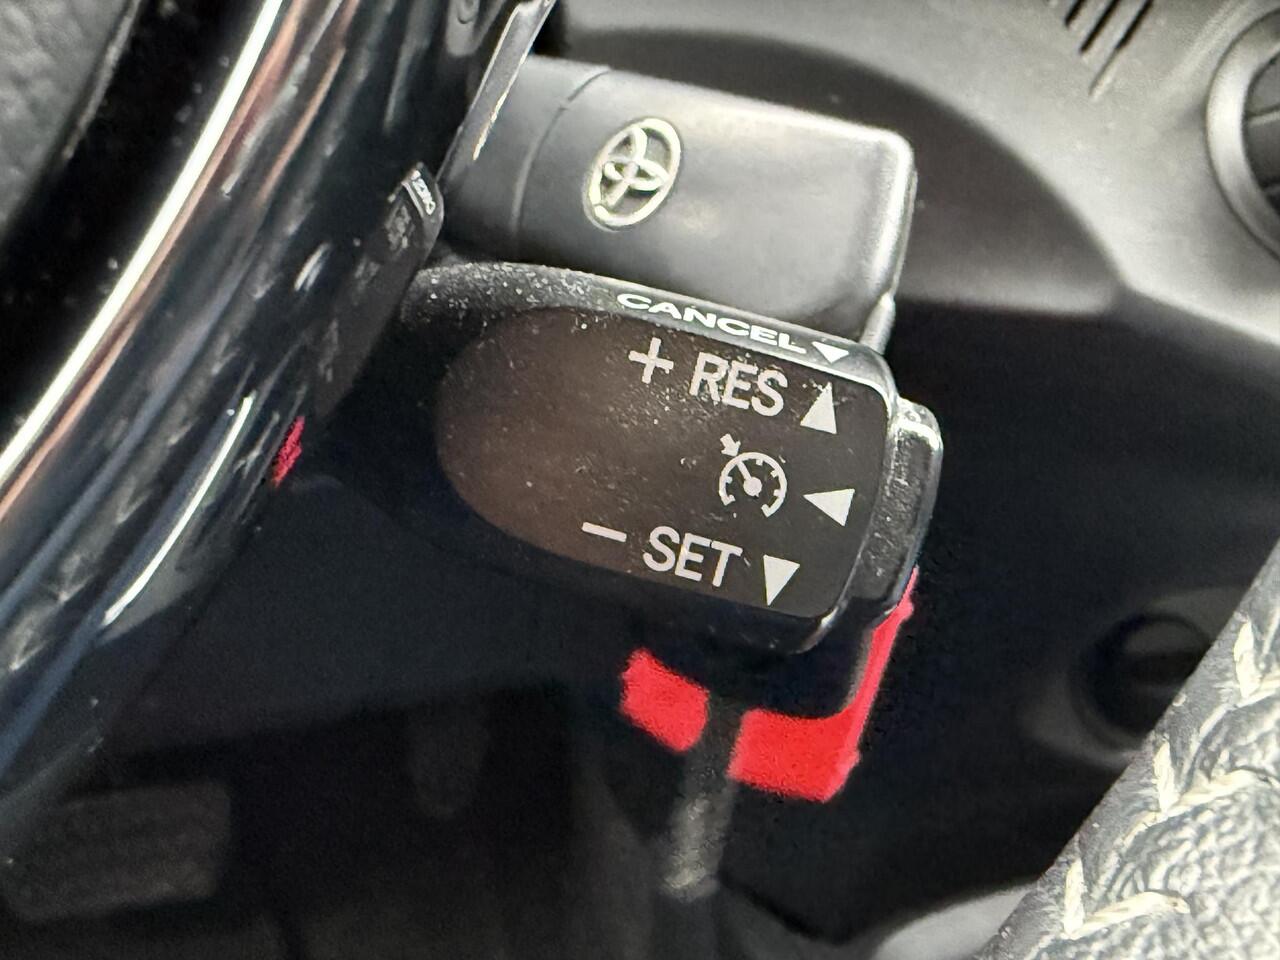 CANCEL ▼
+ RES ▲
◀
− SET ▼